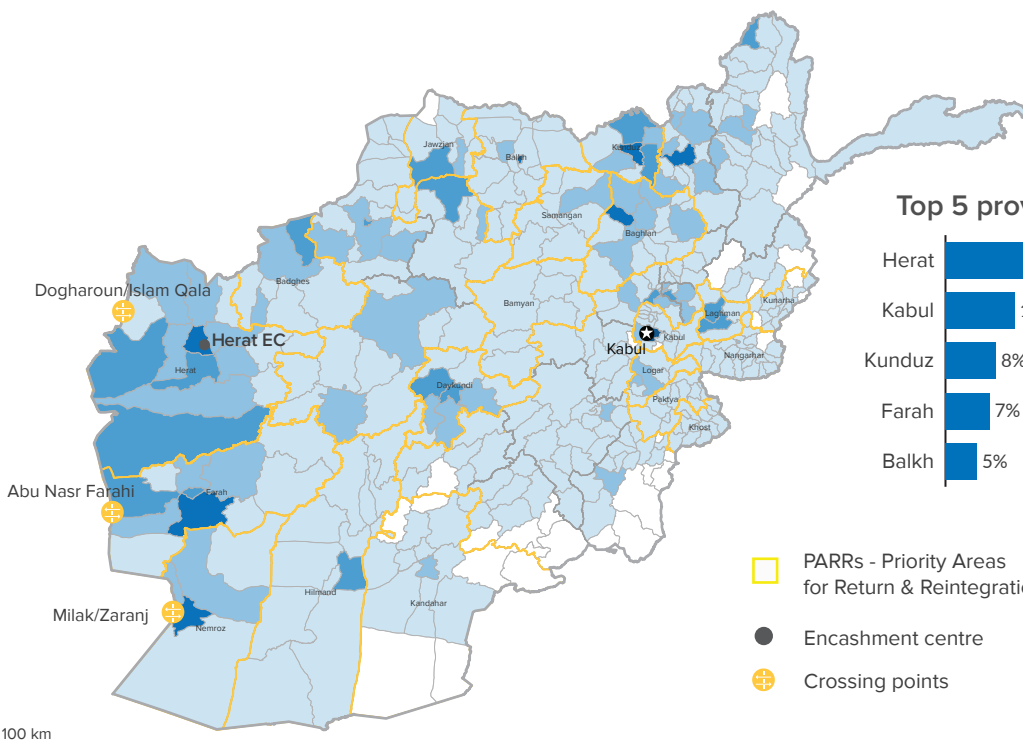 Jawzjan
Balkh
Kunduz
Samangan
Baghlan
Top 5
Herat
Kabul
Kunduz
8%
Farah
7%
Balkh
5%
Badghes
Dogharoun/Islam Qala
Bamyan
Kunarha
Laghman
Herat EC
Kabul
Kabul
Nangarhar
Herat
Logar
Daykundi
Paktya
Khost
Abu Nasr Farahi
Farah
PARRs - Priority Areas
for Return &
Hilmand
Kandahar
Milak/Zaranj
Nemroz
Encashment centre
Crossing points
100 km